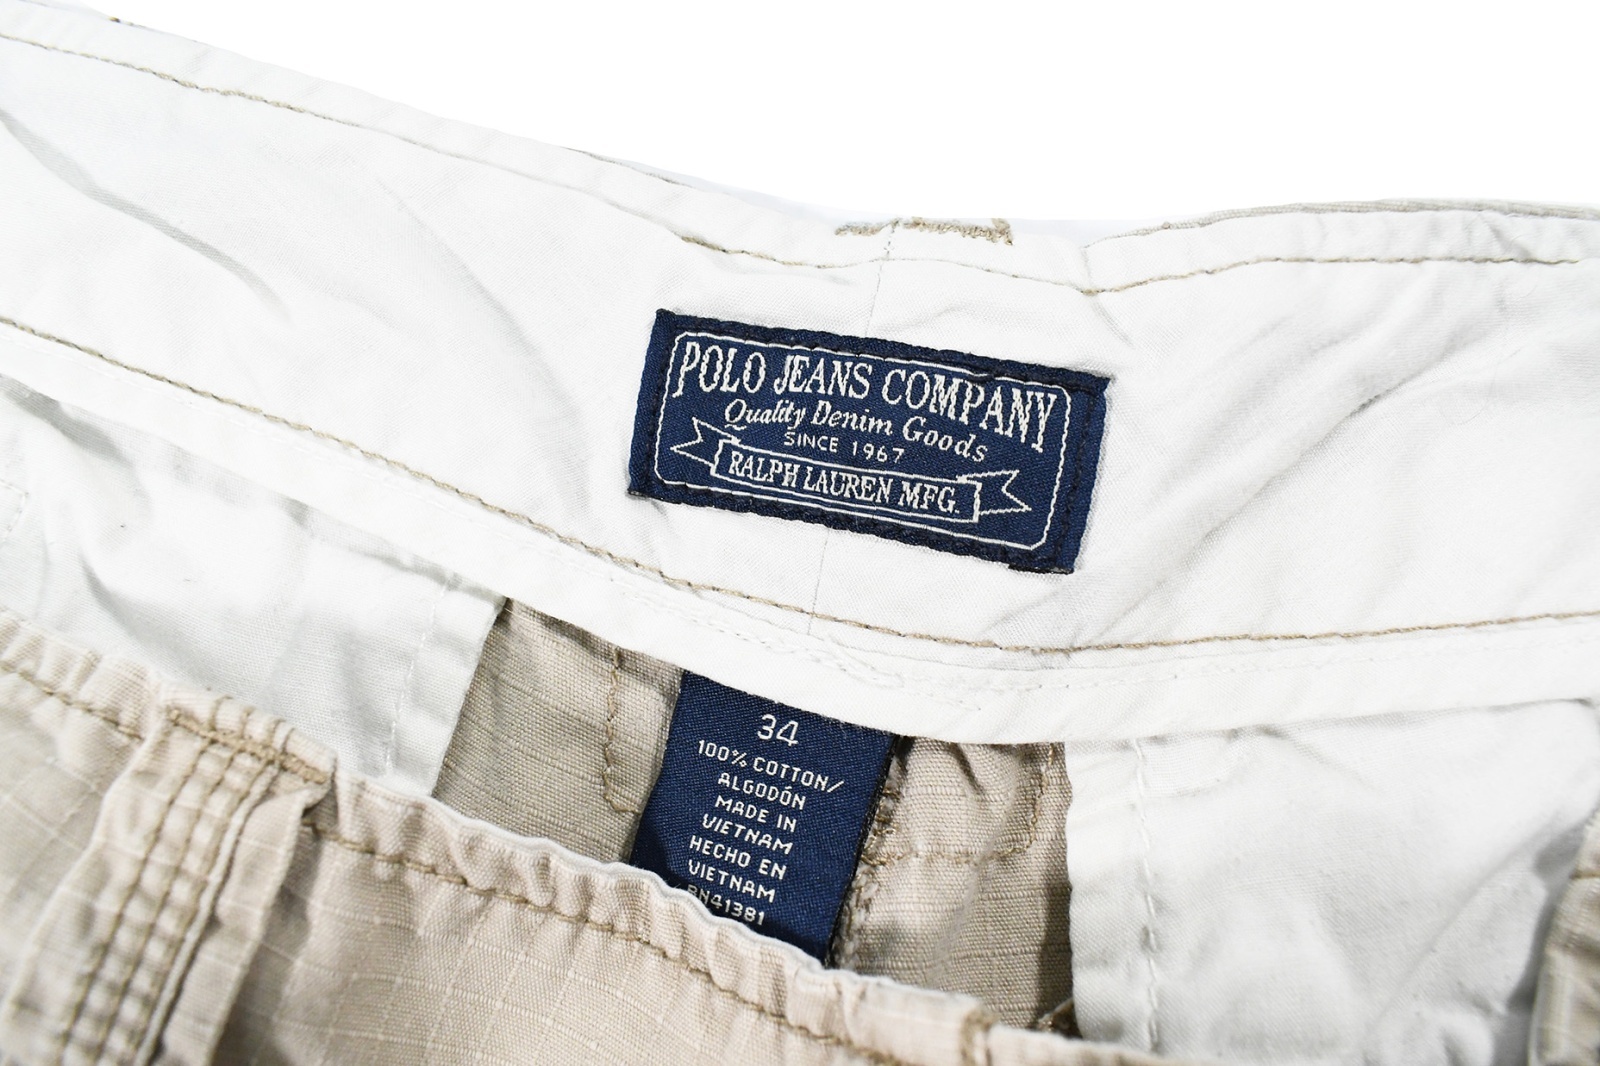 POLO JEANS COMPANY
Quality Denim Goods
SINCE 1967
RALPH LAUREN MFG.
34
100% COTTON/
ALGODÓN
MADE IN
VIETNAM
HECHO EN
VIETNAM
RN41381